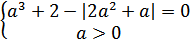 a³ + 2 − |2a² + a| = 0
a > 0